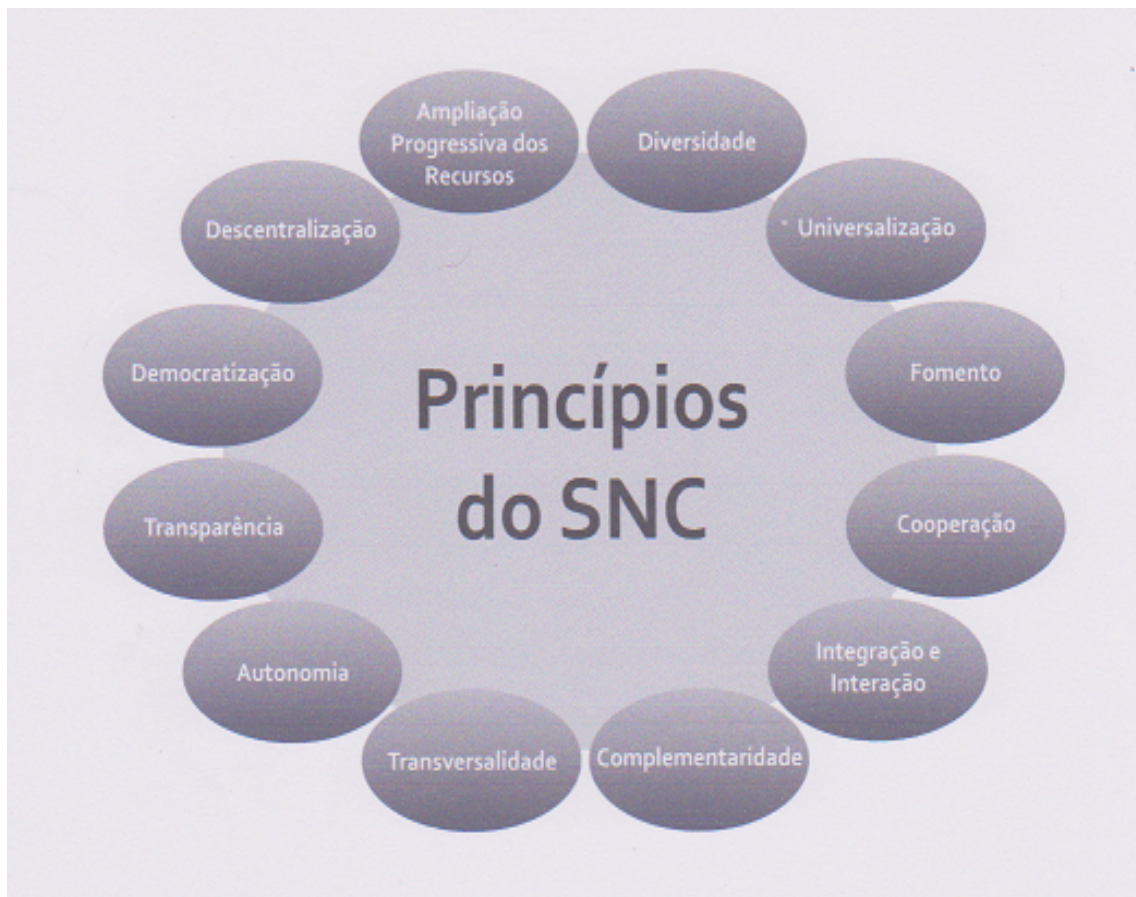 Princípios
do SNC
Diversidade
Universalização
Fomento
Cooperação
Integração e
Interação
Complementaridade
Transversalidade
Autonomia
Transparência
Democratização
Descentralização
Ampliação
Progressiva dos
Recursos